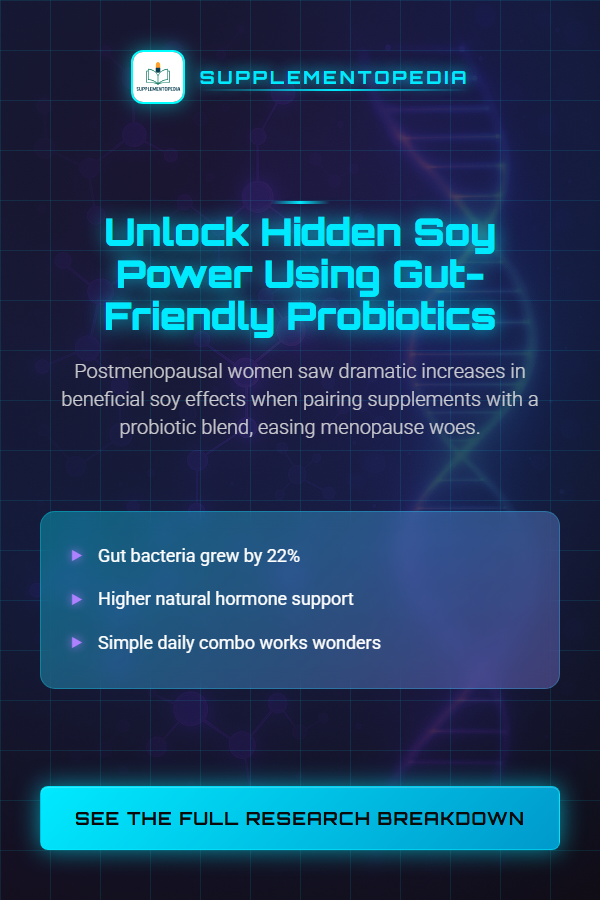 SUPPLEMENTOPEDIA
SUPPLEMENTOPEDIA
Unlock Hidden Soy
Power Using Gut-
Friendly Probiotics
Postmenopausal women saw dramatic increases in
beneficial soy effects when pairing supplements with a
probiotic blend, easing menopause woes.
Gut bacteria grew by 22%
Higher natural hormone support
Simple daily combo works wonders
SEE THE FULL RESEARCH BREAKDOWN